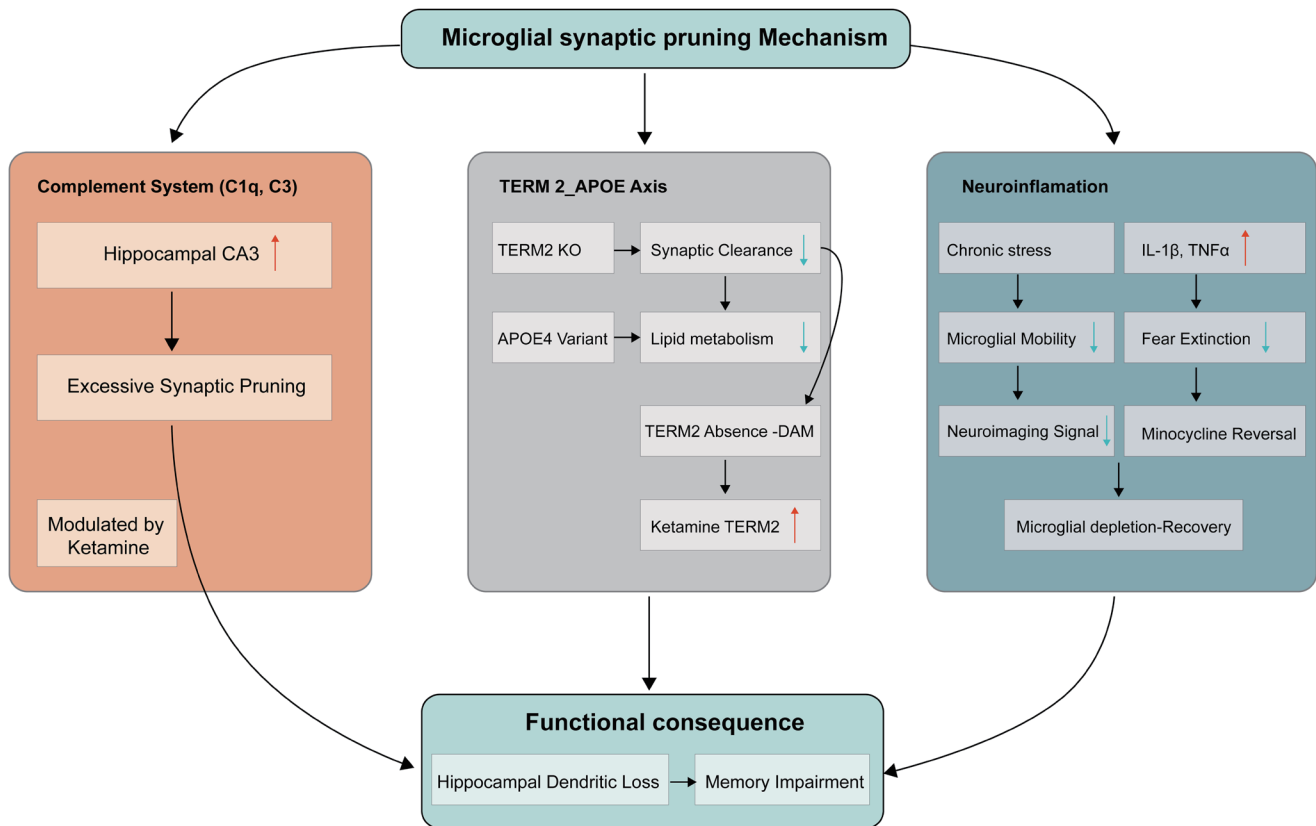 Microglial synaptic pruning Mechanism
Complement System (C1q, C3)
Hippocampal CA3
Excessive Synaptic Pruning
Modulated by
Ketamine
TERM 2_APOE Axis
TERM2 KO
Synaptic Clearance
APOE4 Variant
Lipid metabolism
TERM2 Absence -DAM
Ketamine TERM2
Neuroinflamation
Chronic stress
IL-1β, TNFα
Microglial Mobility
Fear Extinction
Neuroimaging Signal
Minocycline Reversal
Microglial depletion-Recovery
Functional consequence
Hippocampal Dendritic Loss
Memory Impairment